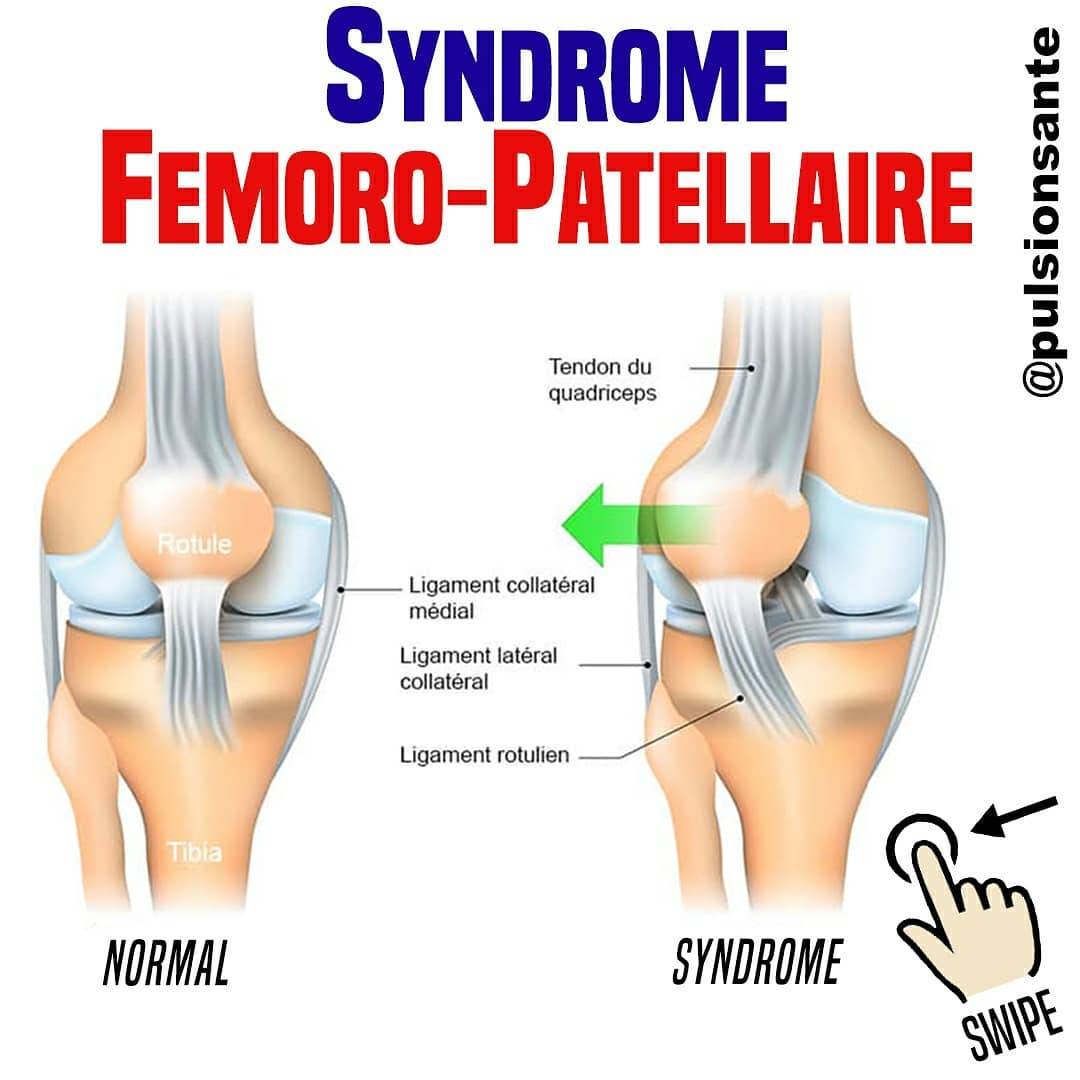 SYNDROME
FEMORO-PATELLAIRE
@pulsionsante
Tendon du
quadriceps
Rotule
Ligament collatéral
médial
Ligament latéral
collatéral
Ligament rotulien
Tibia
NORMAL
SYNDROME
SWIPE